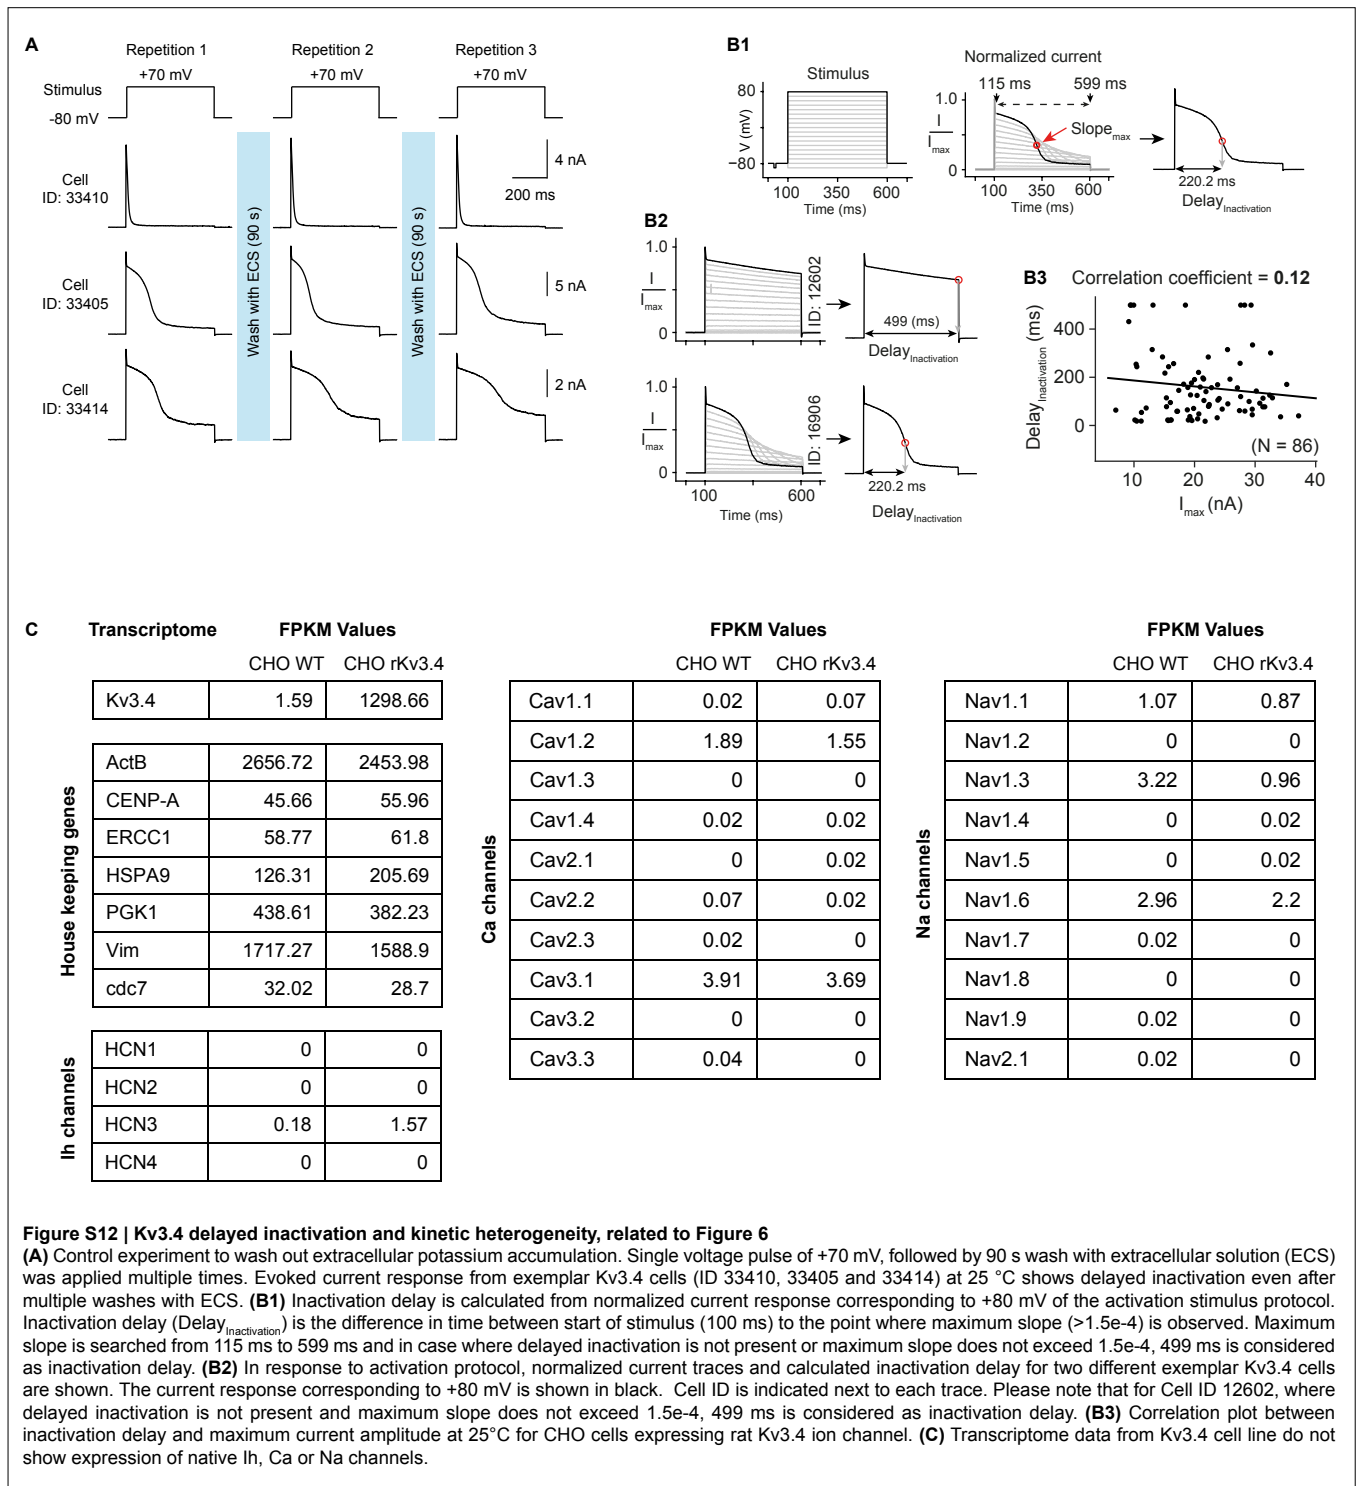 A
Repetition 1
Repetition 2
Repetition 3
+70 mV
+70 mV
+70 mV
Stimulus
-80 mV
4 nA
200 ms
Cell
ID: 33410
Wash with ECS (90 s)
Wash with ECS (90 s)
Cell
ID: 33405
5 nA
Cell
ID: 33414
2 nA
B1
Stimulus
80
−80
V (mV)
100 350 600
Time (ms)
Normalized current
115 ms 599 ms
1.0
I
Imax
0
Slopemax
100 350 600
Time (ms)
220.2 ms
DelayInactivation
B2
1.0
I
Imax
0
ID: 12602
499 (ms)
DelayInactivation
1.0
I
Imax
0
ID: 16906
100 600
Time (ms)
220.2 ms
DelayInactivation
B3 Correlation coefficient = 0.12
DelayInactivation (ms)
400
200
0
(N = 86)
10 20 30 40
Imax (nA)
C Transcriptome FPKM Values
CHO WT CHO rKv3.4
Kv3.4 1.59 1298.66
House keeping genes
ActB 2656.72 2453.98
CENP-A 45.66 55.96
ERCC1 58.77 61.8
HSPA9 126.31 205.69
PGK1 438.61 382.23
Vim 1717.27 1588.9
cdc7 32.02 28.7
Ih channels
HCN1 0 0
HCN2 0 0
HCN3 0.18 1.57
HCN4 0 0
FPKM Values
CHO WT CHO rKv3.4
Ca channels
Cav1.1 0.02 0.07
Cav1.2 1.89 1.55
Cav1.3 0 0
Cav1.4 0.02 0.02
Cav2.1 0 0.02
Cav2.2 0.07 0.02
Cav2.3 0.02 0
Cav3.1 3.91 3.69
Cav3.2 0 0
Cav3.3 0.04 0
FPKM Values
CHO WT CHO rKv3.4
Na channels
Nav1.1 1.07 0.87
Nav1.2 0 0
Nav1.3 3.22 0.96
Nav1.4 0 0.02
Nav1.5 0 0.02
Nav1.6 2.96 2.2
Nav1.7 0.02 0
Nav1.8 0 0
Nav1.9 0.02 0
Nav2.1 0.02 0
Figure S12 | Kv3.4 delayed inactivation and kinetic heterogeneity, related to Figure 6
(A) Control experiment to wash out extracellular potassium accumulation. Single voltage pulse of +70 mV, followed by 90 s wash with extracellular solution (ECS)
was applied multiple times. Evoked current response from exemplar Kv3.4 cells (ID 33410, 33405 and 33414) at 25 °C shows delayed inactivation even after
multiple washes with ECS. (B1) Inactivation delay is calculated from normalized current response corresponding to +80 mV of the activation stimulus protocol.
Inactivation delay (DelayInactivation) is the difference in time between start of stimulus (100 ms) to the point where maximum slope (>1.5e-4) is observed. Maximum
slope is searched from 115 ms to 599 ms and in case where delayed inactivation is not present or maximum slope does not exceed 1.5e-4, 499 ms is considered
as inactivation delay. (B2) In response to activation protocol, normalized current traces and calculated inactivation delay for two different exemplar Kv3.4 cells
are shown. The current response corresponding to +80 mV is shown in black. Cell ID is indicated next to each trace. Please note that for Cell ID 12602, where
delayed inactivation is not present and maximum slope does not exceed 1.5e-4, 499 ms is considered as inactivation delay. (B3) Correlation plot between
inactivation delay and maximum current amplitude at 25°C for CHO cells expressing rat Kv3.4 ion channel. (C) Transcriptome data from Kv3.4 cell line do not
show expression of native Ih, Ca or Na channels.